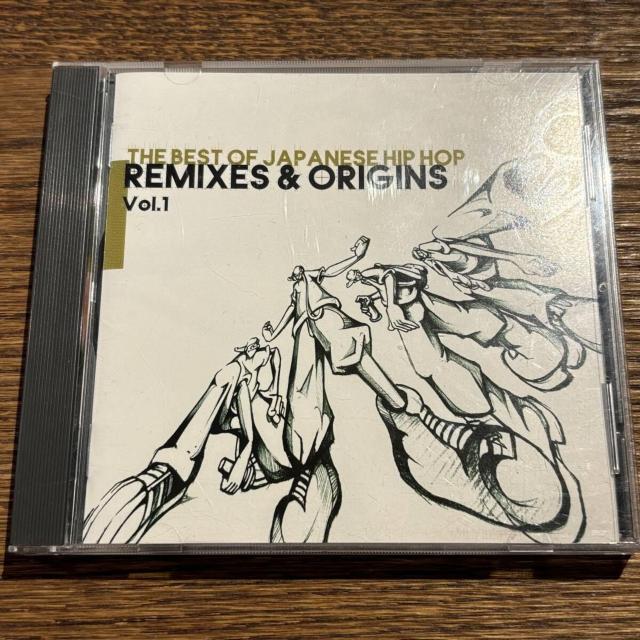 THE BEST OF JAPANESE HIP HOP
REMIXES & ORIGINS
Vol.1